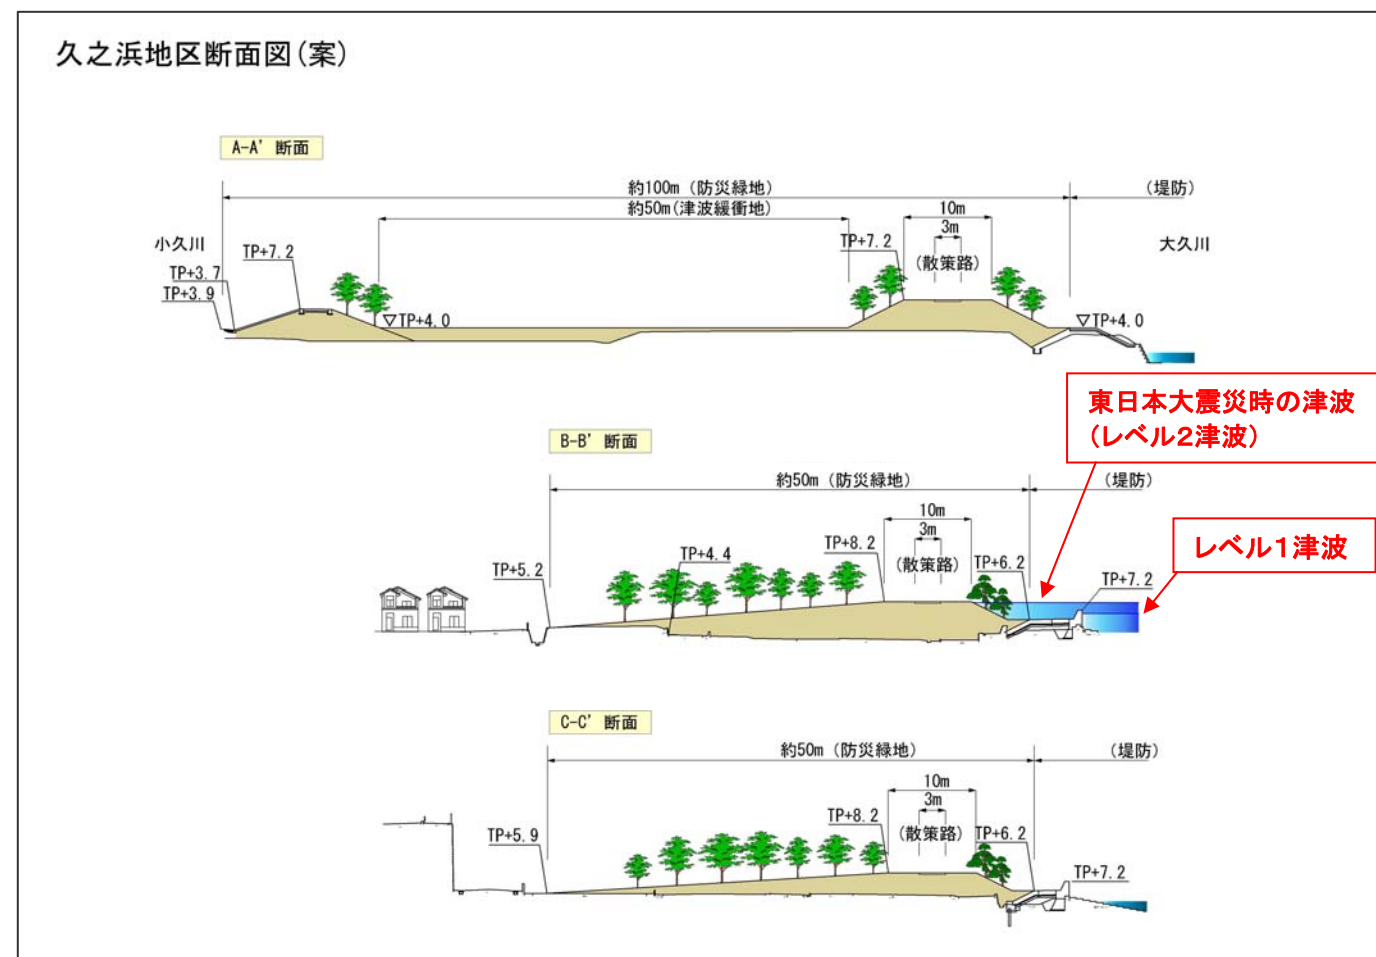 久之浜地区断面図(案)
A-A' 断面
約100m (防災緑地)
(堤防)
約50m(津波緩衝地)
10m
3m
(散策路)
小久川
大久川
TP+7.2
TP+7.2
TP+3.7
TP+3.9
▽TP+4.0
▽TP+4.0
東日本大震災時の津波
(レベル2津波)
B-B' 断面
約50m (防災緑地)
(堤防)
10m
3m
(散策路)
レベル1津波
TP+8.2
TP+4.4
TP+5.2
TP+6.2
TP+7.2
C-C' 断面
約50m (防災緑地)
(堤防)
10m
3m
(散策路)
TP+8.2
TP+5.9
TP+6.2
TP+7.2